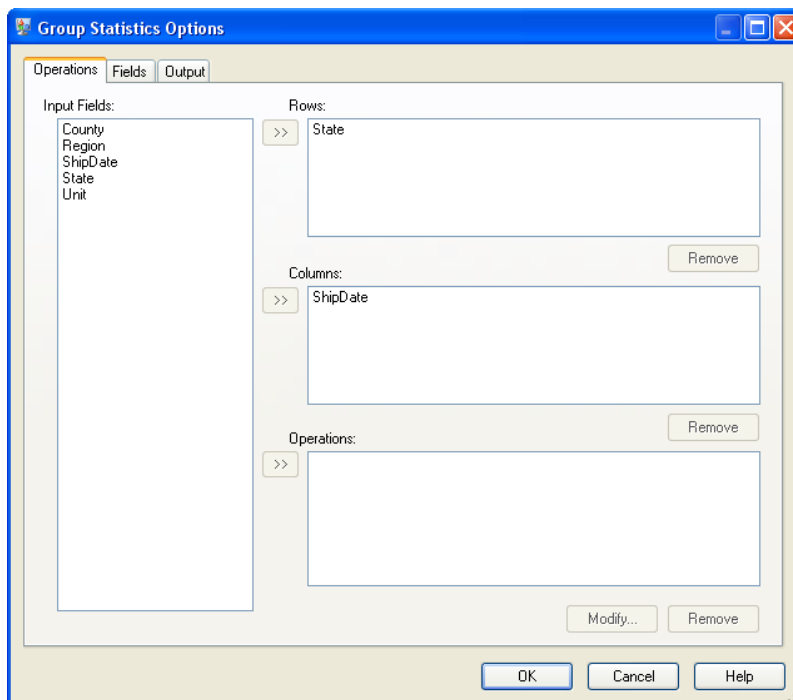 Group Statistics Options
Operations Fields Output
Input Fields:
County
Region
ShipDate
State
Unit
Rows:
>>
State
Remove
Columns:
>>
ShipDate
Remove
Operations:
>>
Modify... Remove
OK Cancel Help